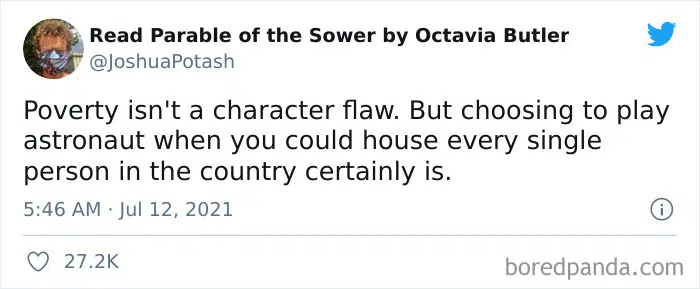 Read Parable of the Sower by Octavia Butler
@JoshuaPotash
Poverty isn't a character flaw. But choosing to play
astronaut when you could house every single
person in the country certainly is.
5:46 AM · Jul 12, 2021
27.2K
boredpanda.com